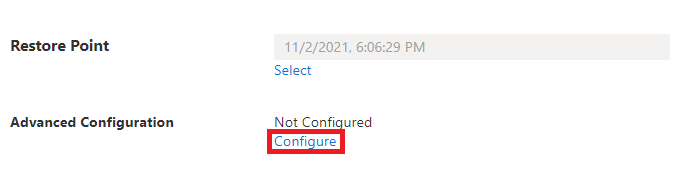 Restore Point
11/2/2021, 6:06:29 PM
Select
Advanced Configuration
Not Configured
Configure